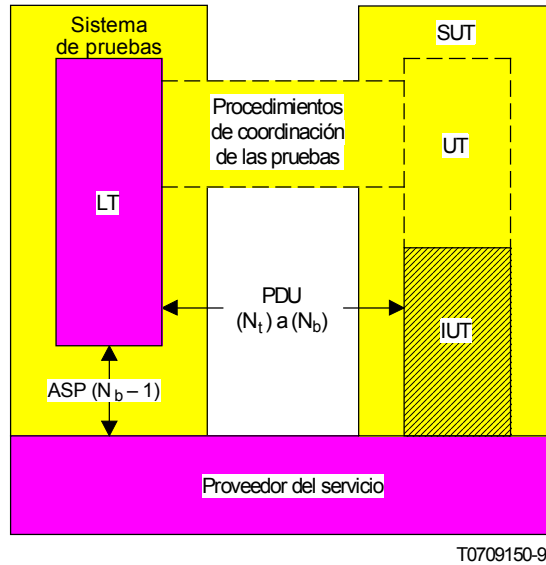 Sistema
de pruebas
SUT
Procedimientos
de coordinación
de las pruebas
UT
LT
PDU
(Nt) a (Nb)
IUT
ASP (Nb – 1)
Proveedor del servicio
T0709150-9